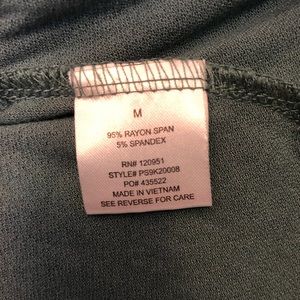 M
95% RAYON SPAN
5% SPANDEX
RN# 120951
STYLE# PS9K20008
PO# 435522
MADE IN VIETNAM
SEE REVERSE FOR CARE